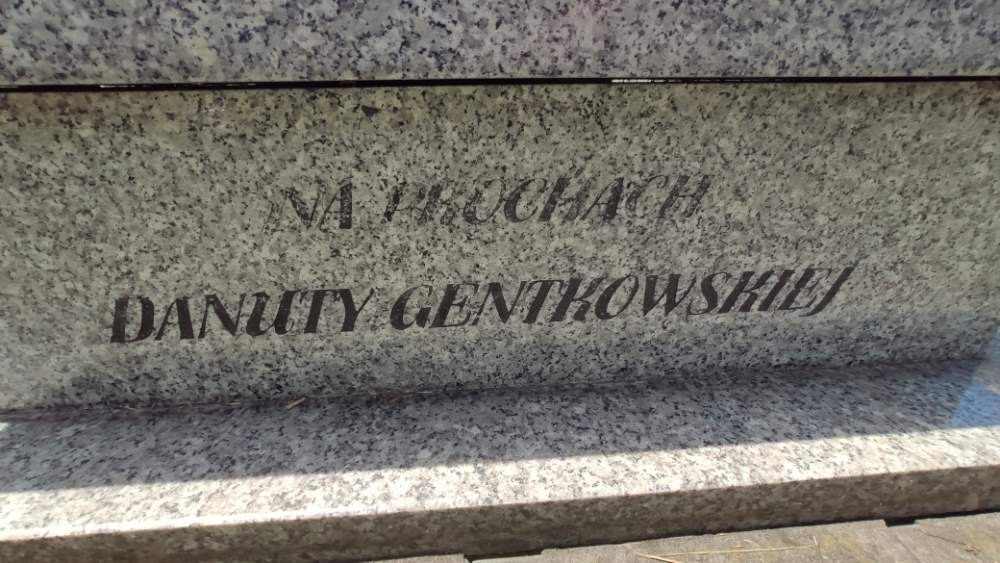 NA PROCHACH
DANUTY GENTKOWSKIEJ